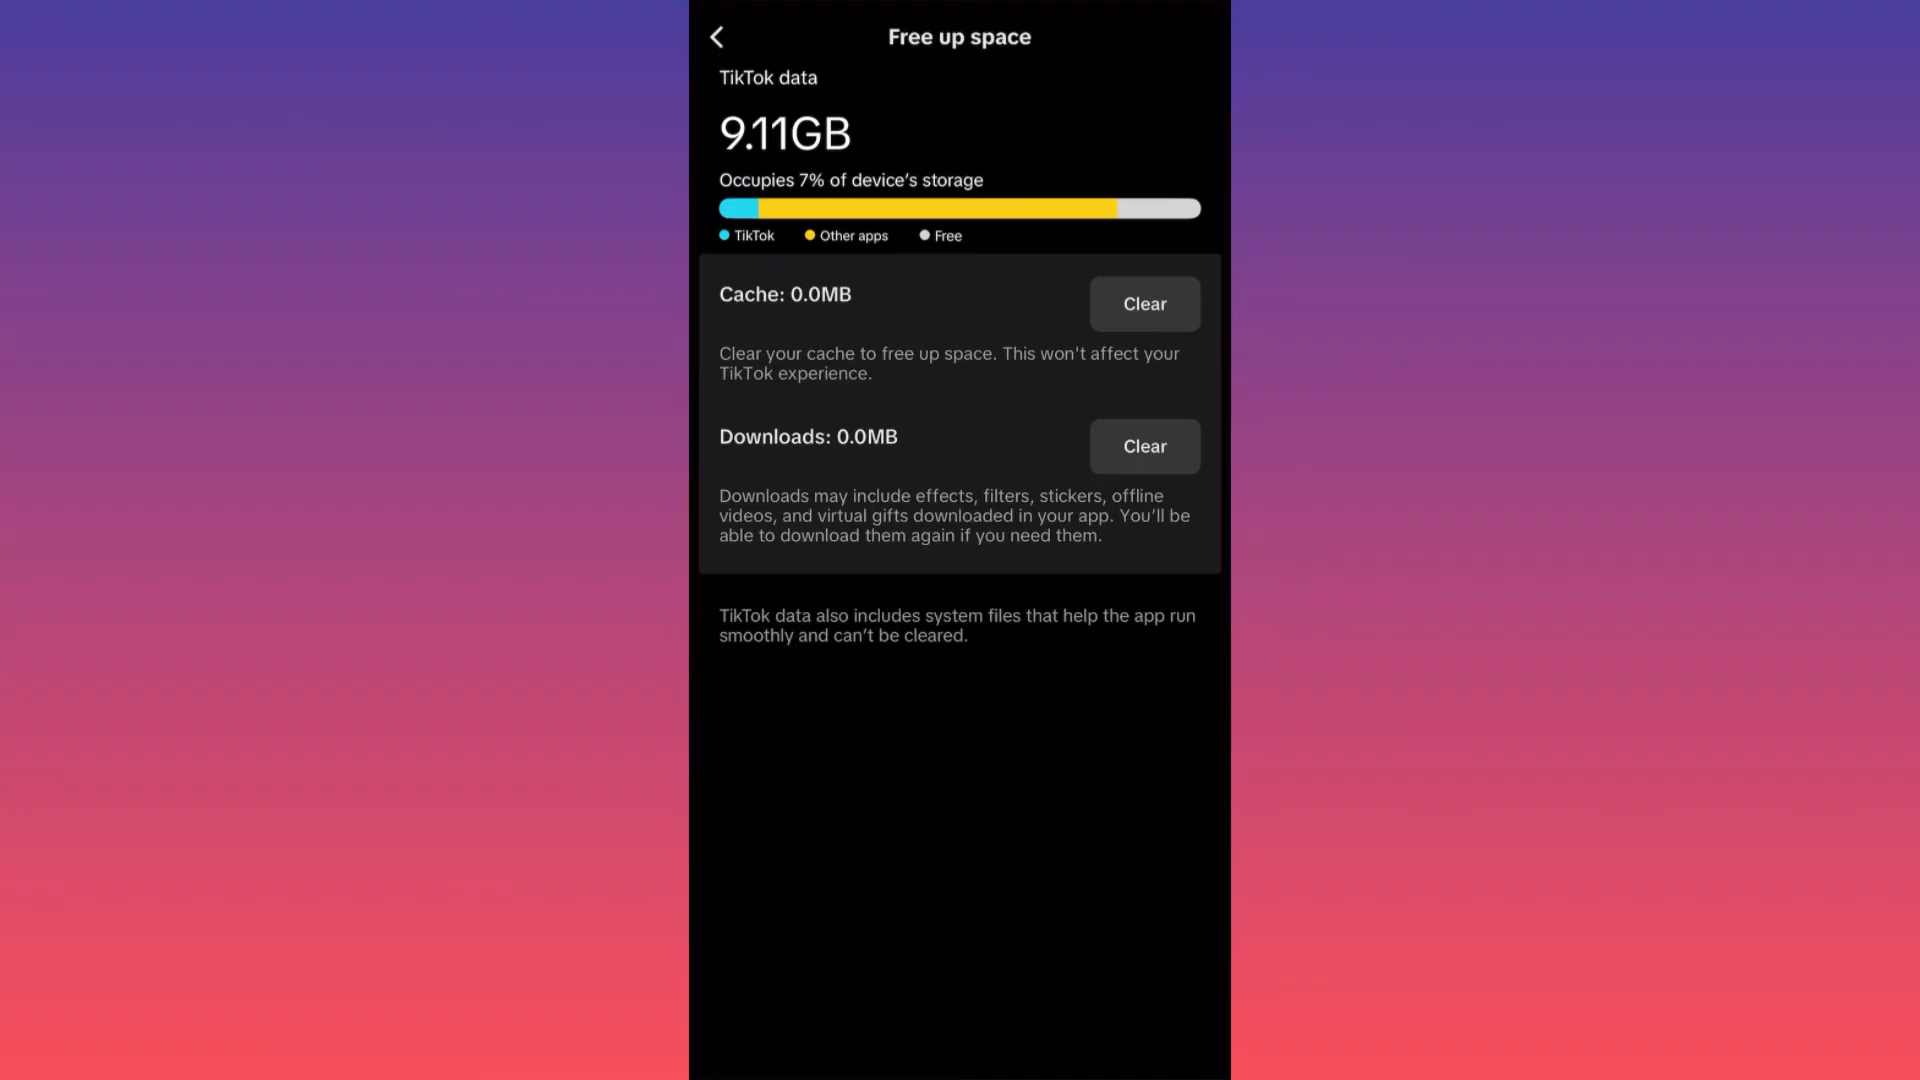 Free up space
TikTok data
9.11GB
Occupies 7% of device’s storage
TikTok Other apps Free
Cache: 0.0MB Clear
Clear your cache to free up space. This won't affect your
TikTok experience.
Downloads: 0.0MB Clear
Downloads may include effects, filters, stickers, offline
videos, and virtual gifts downloaded in your app. You’ll be
able to download them again if you need them.
TikTok data also includes system files that help the app run
smoothly and can’t be cleared.